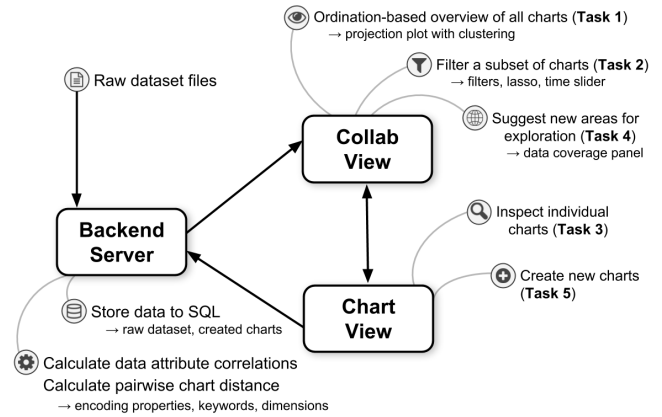 Ordination-based overview of all charts (Task 1)
→ projection plot with clustering
Filter a subset of charts (Task 2)
→ filters, lasso, time slider
Raw dataset files
Suggest new areas for
exploration (Task 4)
→ data coverage panel
Collab
View
Inspect individual
charts (Task 3)
Backend
Server
Create new charts
(Task 5)
Chart
View
Store data to SQL
→ raw dataset, created charts
Calculate data attribute correlations
Calculate pairwise chart distance
→ encoding properties, keywords, dimensions